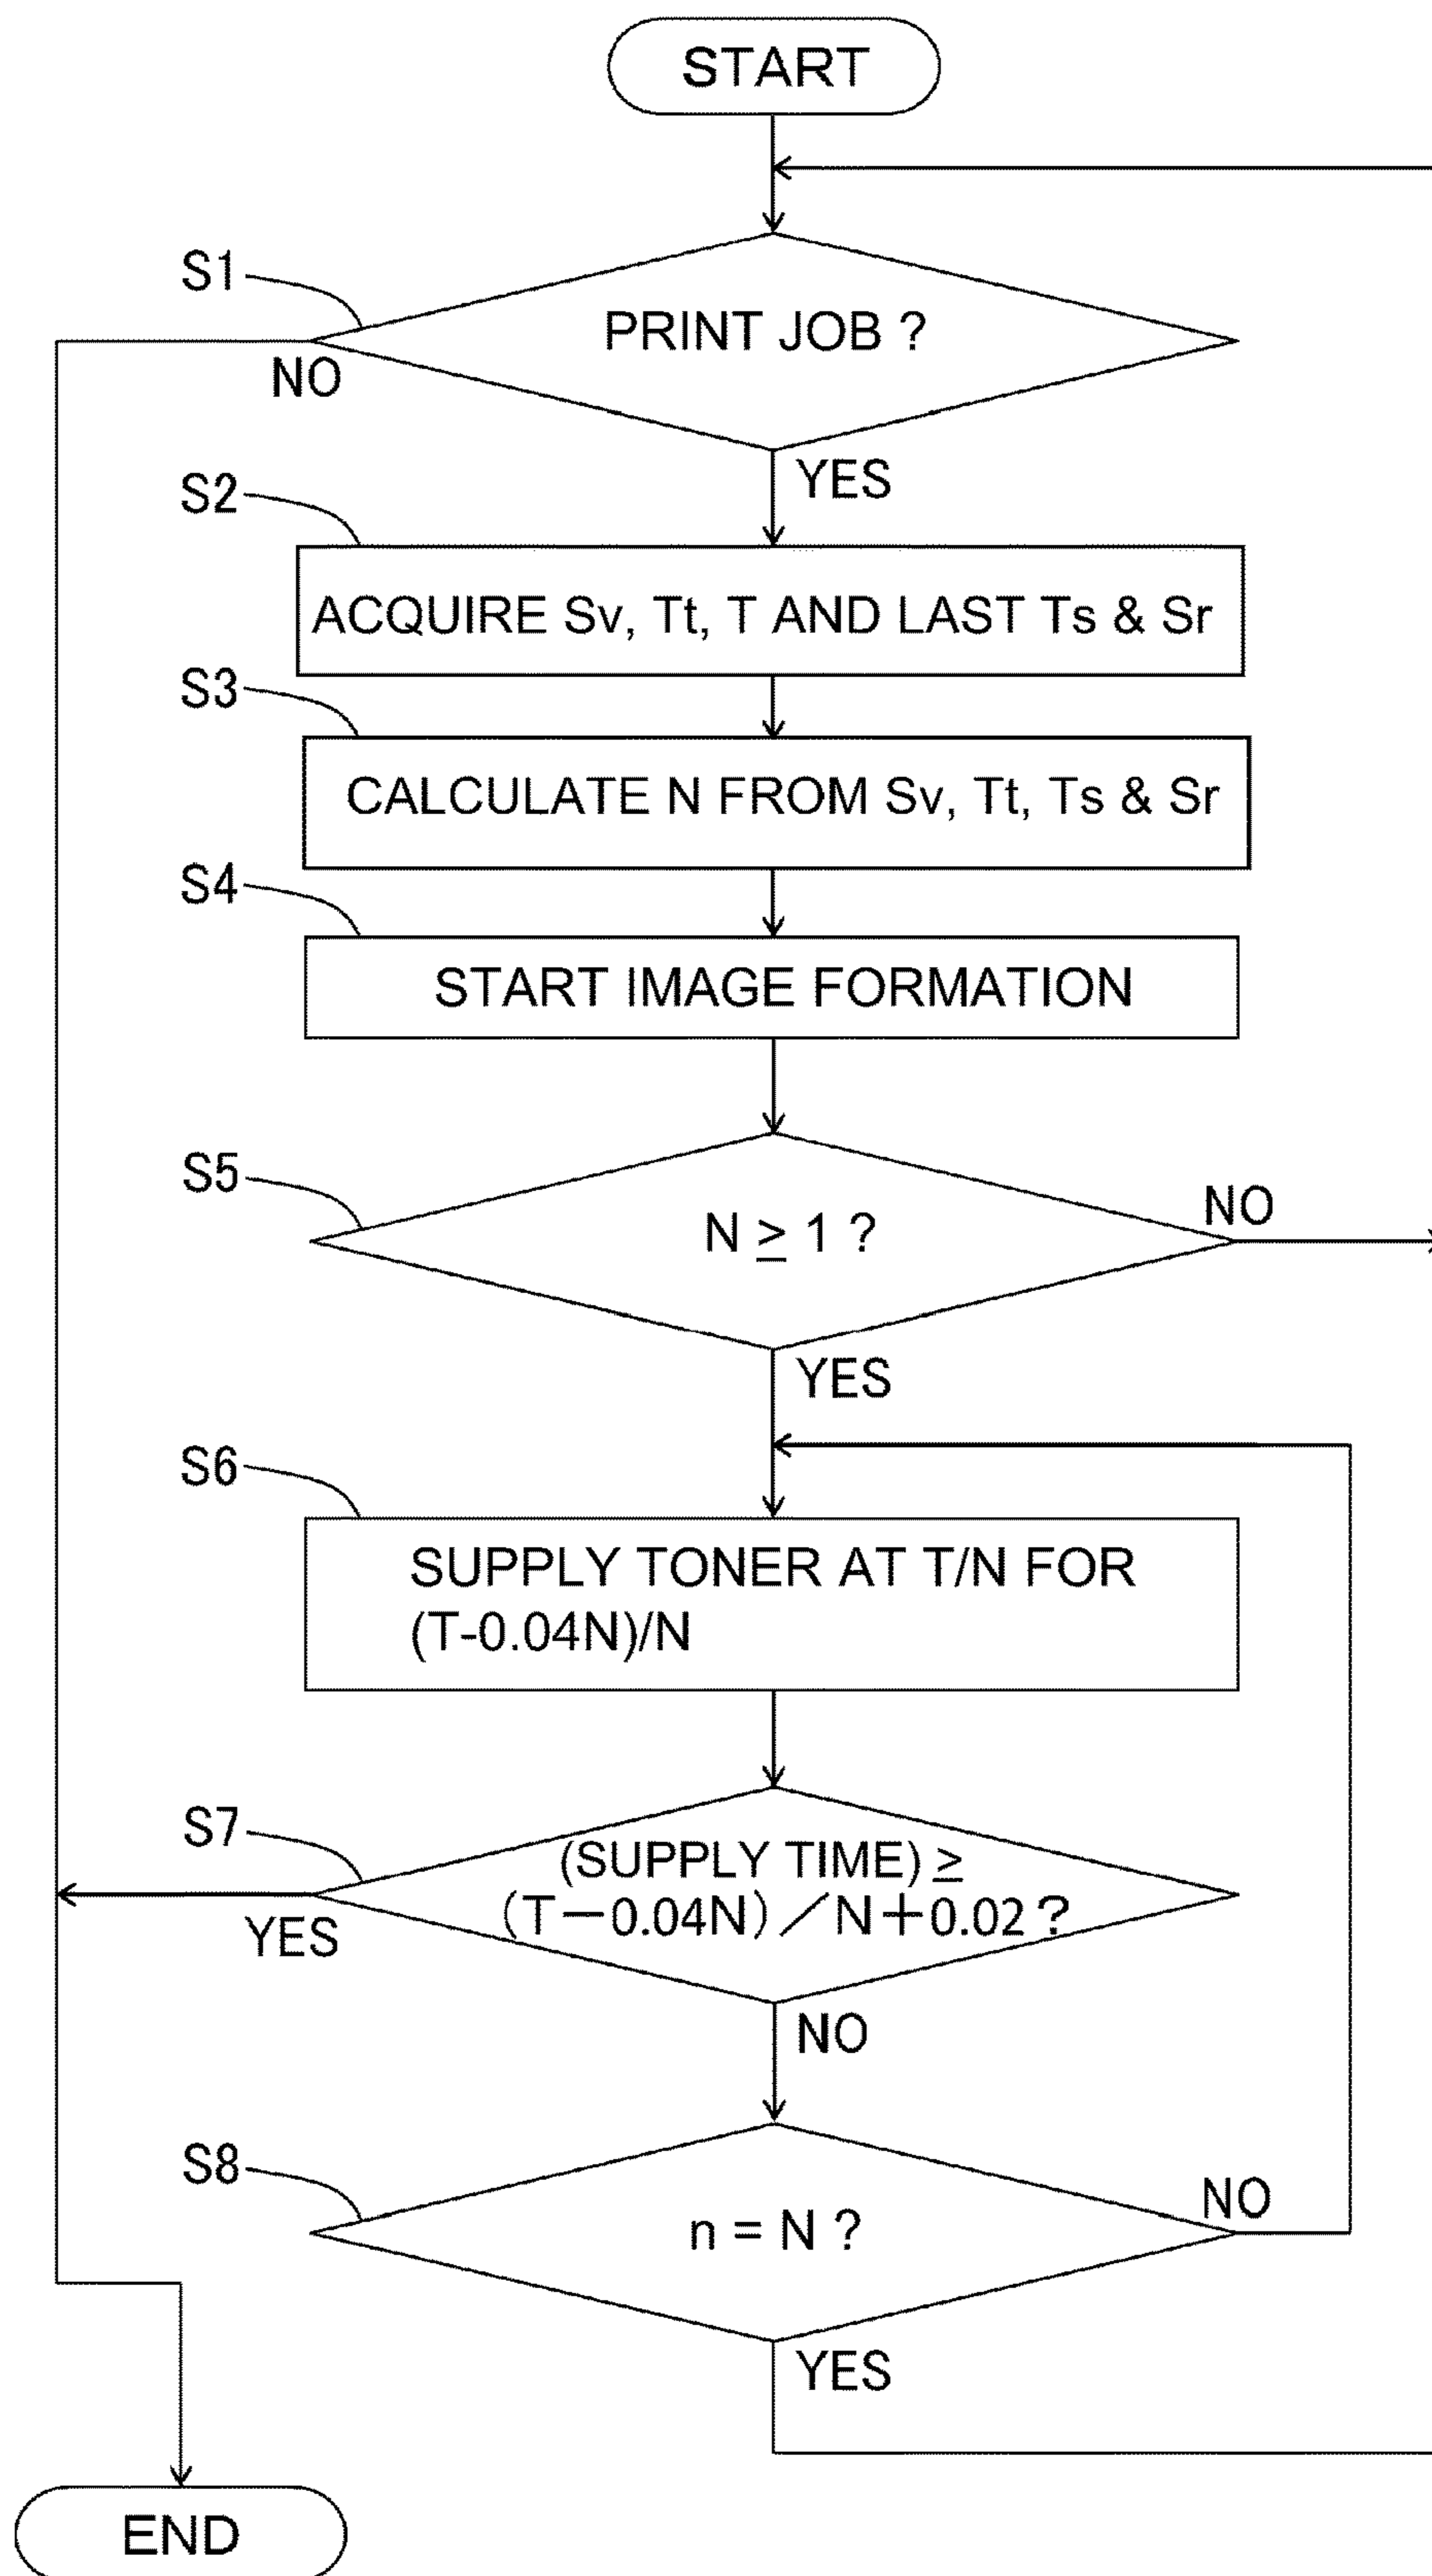 START
S1
PRINT JOB ?
NO
YES
S2
ACQUIRE Sv, Tt, T AND LAST Ts & Sr
S3
CALCULATE N FROM Sv, Tt, Ts & Sr
S4
START IMAGE FORMATION
S5
N ≥ 1 ?
NO
YES
S6
SUPPLY TONER AT T/N FOR
(T-0.04N)/N
S7
(SUPPLY TIME) ≥
(T－0.04N)／N＋0.02？
YES
NO
S8
n = N ?
NO
YES
END